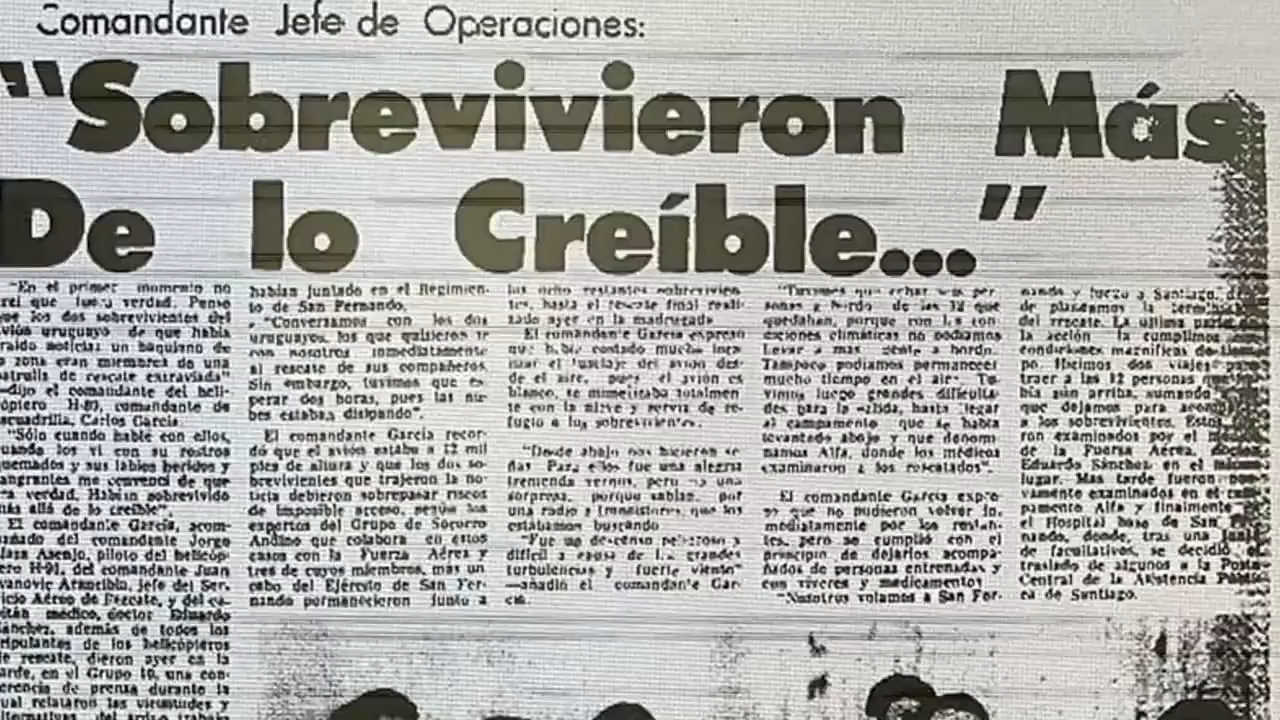 Comandante Jefe de Operaciones:
"Sobrevivieron Más
De lo Creíble..."
"En el primer momento no
creí que fuera verdad. Pensé
que los dos sobrevivientes del
avión uruguayo de que había
traído noticias un baquiano de
la zona eran miembros de una
patrulla de rescate extraviada"
—dijo el comandante del heli-
cóptero H-89, comandante de
escuadrilla, Carlos García.
"Sólo cuando hablé con ellos,
cuando los vi con su rostros
quemados y sus labios heridos y
sangrantes me convencí de que
era verdad. Habían sobrevivido
más allá de lo creíble".
El comandante García, acom-
pañado del comandante Jorge
Massa Asenjo, piloto del helicóp-
tero H-91, del comandante Juan
Ivanovic Arancibia, jefe del Ser-
vicio Aéreo de Rescate, y del ca-
pitán médico, doctor Eduardo
Sánchez, además de todos los
tripulantes de los helicópteros
de rescate, dieron ayer en la
tarde, en el Grupo 10, una con-
ferencia de prensa durante la
cual relataron las
habían juntado en el Regimien-
to de San Fernando.
"Conversamos con los dos
uruguayos, los que quisieron ir
con nosotros inmediatamente
al rescate de sus compañeros.
Sin embargo, tuvimos que es-
perar dos horas, pues las nu-
bes estaban disipando".
El comandante García recor-
dó que el avión estaba a 12 mil
pies de altura y que los dos so-
brevivientes que trajeron la no-
ticia debieron sobrepasar riscos
de imposible acceso, según los
expertos del Grupo de Socorro
Andino que colabora en estos
casos con la Fuerza Aérea y
tres de cuyos miembros, mas un
cabo del Ejército de San Fer-
nando permanecieron junto a
los ocho restantes sobrevivien-
tes, hasta el rescate final reali-
zado ayer en la madrugada.
El comandante García expresó
que había costado mucho loca-
lizar el fuselaje del avión des-
de el aire, pues el avión es
blanco, se mimetizaba totalmen-
te con la nieve y servía de re-
fugio a los sobrevivientes.
"Desde abajo nos hicieron se-
ñas. Para ellos fue una alegría
tremenda vernos, pero no una
sorpresa, porque sabían, por
una radio a transistores, que los
estábamos buscando
"Fue un descenso peligroso y
difícil a causa de las grandes
turbulencias y fuerte viento"
—añadió el comandante Gar-
cía.
"Tuvimos que echar seis per-
sonas a bordo de las 12 que
quedaban, porque con las con-
diciones climáticas no podíamos
llevar a más gente a bordo.
Tampoco podíamos permanecer
mucho tiempo en el aire. Tu-
vimos luego grandes dificulta-
des para la salida, hasta llegar
al campamento que se había
levantado abajo y que denomi-
namos Alfa, donde los médicos
examinaron a los rescatados".
El comandante García expre-
só que no pudieron volver in-
mediatamente por los restan-
tes, pero se cumplió con el
principio de dejarlos acompa-
ñados de personas entrenadas y
con víveres y medicamentos
"Nosotros volamos a San Fer-
nando y luego a Santiago,
de planeamos la
del rescate. La última parte
la acción la cumplimos
condiciones magníficas de
po. Hicimos dos viajes para
traer a las 12 personas que
bía aún arriba, sumando
que dejamos para
a los sobrevivientes. Estos
ron examinados por el
de la Fuerza Aérea, doctor
Eduardo Sánchez, en el mismo
lugar. Mas tarde fueron
vamente examinados en el cam-
pamento Alfa y finalmente
el Hospital base de San
nando, donde, tras una
de facultativos, se decidió el
traslado de algunos a la Posta
Central de la Asistencia Públi-
ca de Santiago.